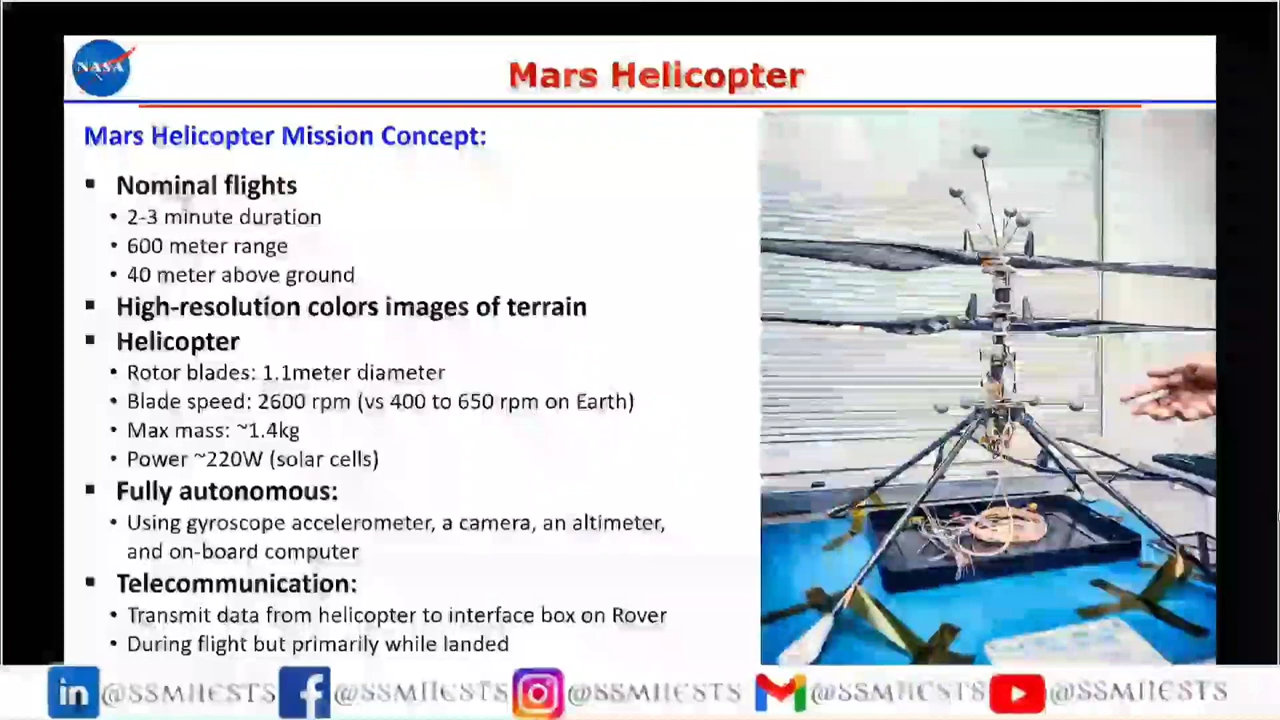 NASA
Mars Helicopter
Mars Helicopter Mission Concept:
▪ Nominal flights
• 2-3 minute duration
• 600 meter range
• 40 meter above ground
▪ High-resolution colors images of terrain
▪ Helicopter
• Rotor blades: 1.1meter diameter
• Blade speed: 2600 rpm (vs 400 to 650 rpm on Earth)
• Max mass: ~1.4kg
• Power ~220W (solar cells)
▪ Fully autonomous:
• Using gyroscope accelerometer, a camera, an altimeter,
and on-board computer
▪ Telecommunication:
• Transmit data from helicopter to interface box on Rover
• During flight but primarily while landed
in @SSMIIESTS f @SSMIIESTS @SSMIIESTS @SSMIIESTS @SSMIIESTS